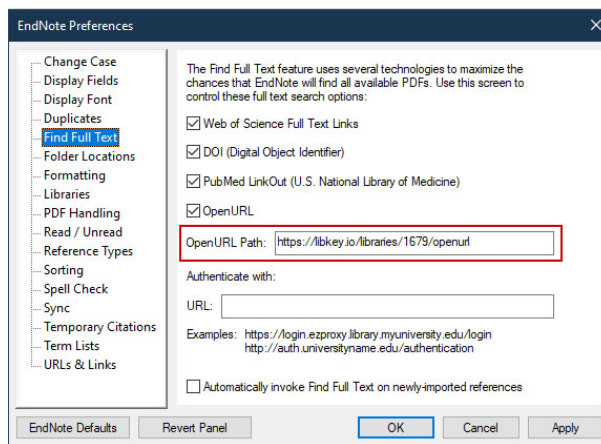 EndNote Preferences
Change Case
Display Fields
Display Font
Duplicates
Find Full Text
Folder Locations
Formatting
Libraries
PDF Handling
Read / Unread
Reference Types
Sorting
Spell Check
Sync
Temporary Citations
Term Lists
URLs & Links
The Find Full Text feature uses several technologies to maximize the
chances that EndNote will find all available PDFs. Use this screen to
control these full text search options:
Web of Science Full Text Links
DOI (Digital Object Identifier)
PubMed LinkOut (U.S. National Library of Medicine)
OpenURL
OpenURL Path: https://libkey.io/libraries/1679/openurl
Authenticate with:
URL:
Examples: https://login.ezproxy.library.myuniversity.edu/login
http://auth.universityname.edu/authentication
Automatically invoke Find Full Text on newly-imported references
EndNote Defaults Revert Panel OK Cancel Apply